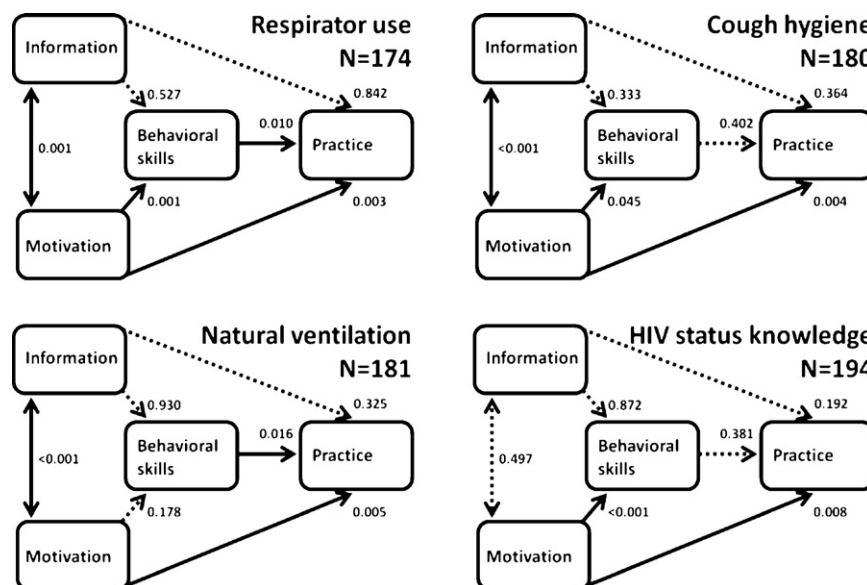 Respirator use
N=174
Information
0.527
0.842
0.001
Behavioral
skills
0.010
Practice
0.001
0.003
Motivation
Cough hygiene
N=180
Information
0.333
0.364
<0.001
Behavioral
skills
0.402
Practice
0.045
0.004
Motivation
Natural ventilation
N=181
Information
0.930
0.325
<0.001
Behavioral
skills
0.016
Practice
0.178
0.005
Motivation
HIV status knowledge
N=194
Information
0.872
0.192
0.497
Behavioral
skills
0.381
Practice
<0.001
0.008
Motivation